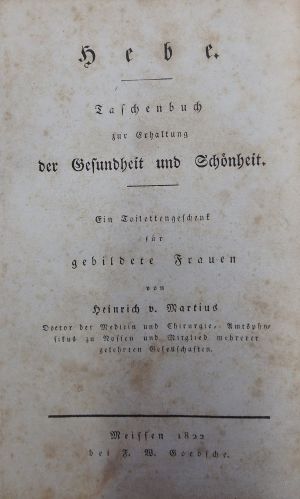 Hebe.
Taschenbuch
zur Erhaltung
der Gesundheit und Schönheit.
Ein Toilettengeschenk
für
gebildete Frauen
von
Heinrich v. Martius
Doctor der Medicin und Chirurgie, Amtsphy-
sikus zu Nossen und Mitglied mehrerer
gelehrten Gesellschaften.
Meissen 1822
bei F. W. Goedsche.